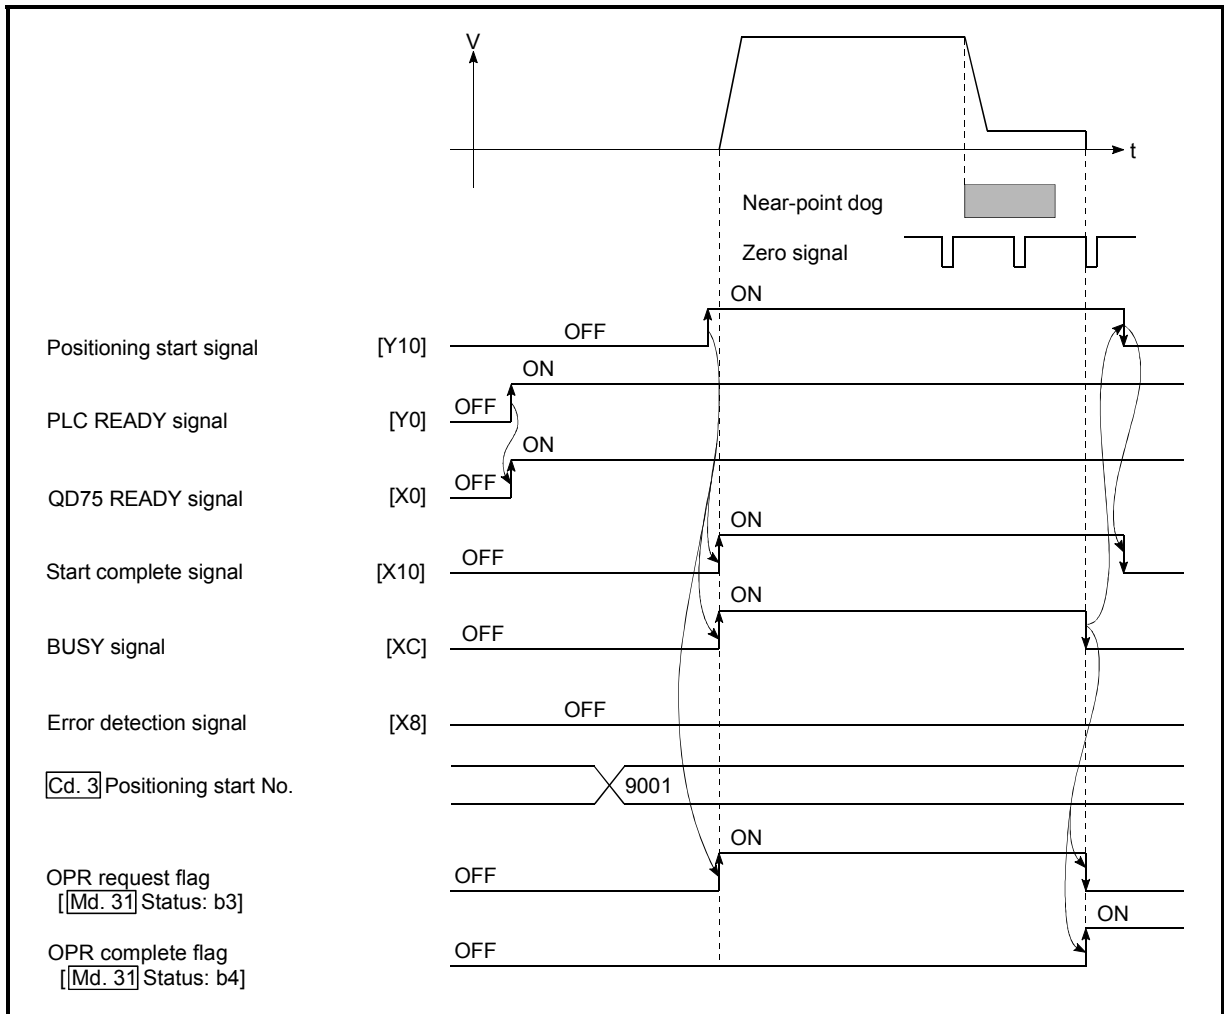 V
t
Near-point dog
Zero signal
ON
Positioning start signal [Y10] OFF
ON
PLC READY signal [Y0] OFF
ON
QD75 READY signal [X0] OFF
ON
Start complete signal [X10] OFF
ON
BUSY signal [XC] OFF
Error detection signal [X8] OFF
Cd. 3 Positioning start No. 9001
ON
OPR request flag OFF
[Md. 31 Status: b3]
ON
OPR complete flag OFF
[Md. 31 Status: b4]